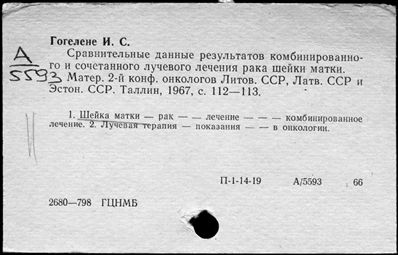 Гогелене И. С.
Сравнительные данные результатов комбинированно-
го и сочетанного лучевого лечения рака шейки матки.
А
5593
Матер. 2-й конф. онкологов Литов. ССР, Латв. ССР и
Эстон. ССР. Таллин, 1967, с. 112—113.
1. Шейка матки — рак — — лечение — — — комбинированное
лечение. 2. Лучевая терапия — показания — — в онкологии.
П-1-14-19 А/5593 66
2680—798 ГЦНМБ